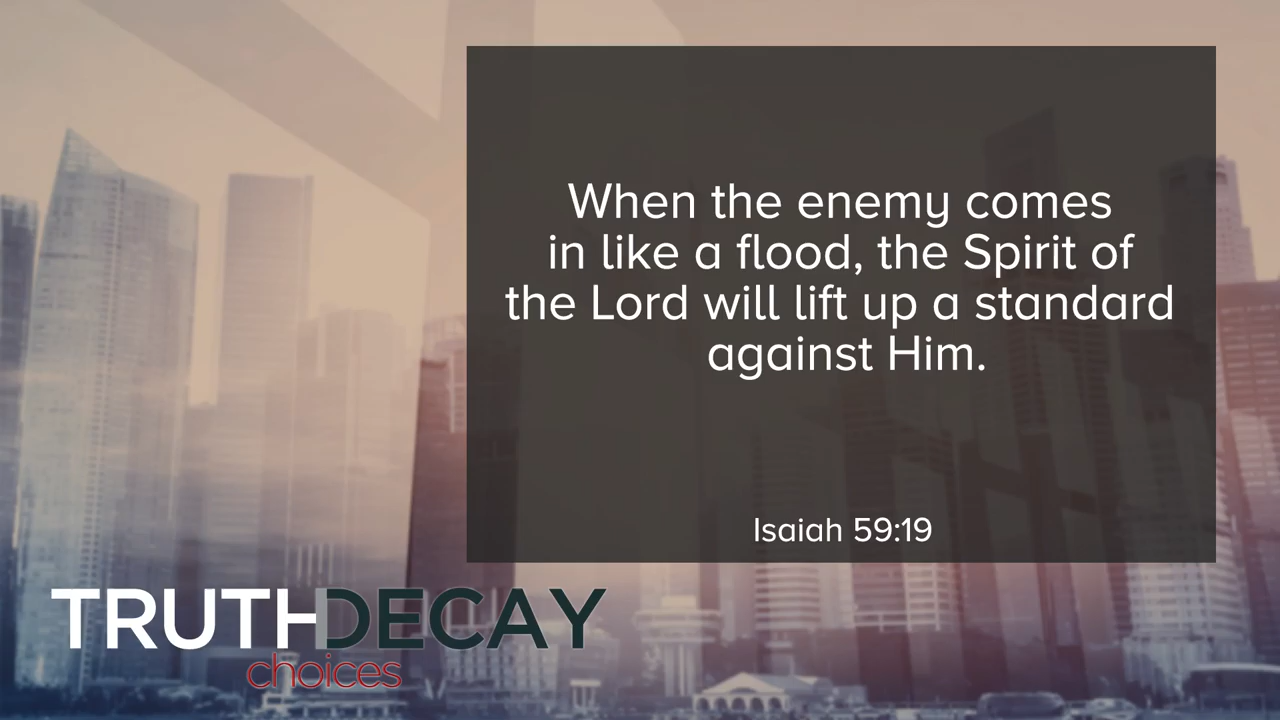 When the enemy comes
in like a flood, the Spirit of
the Lord will lift up a standard
against Him.
Isaiah 59:19
TRUTHDECAY
choices